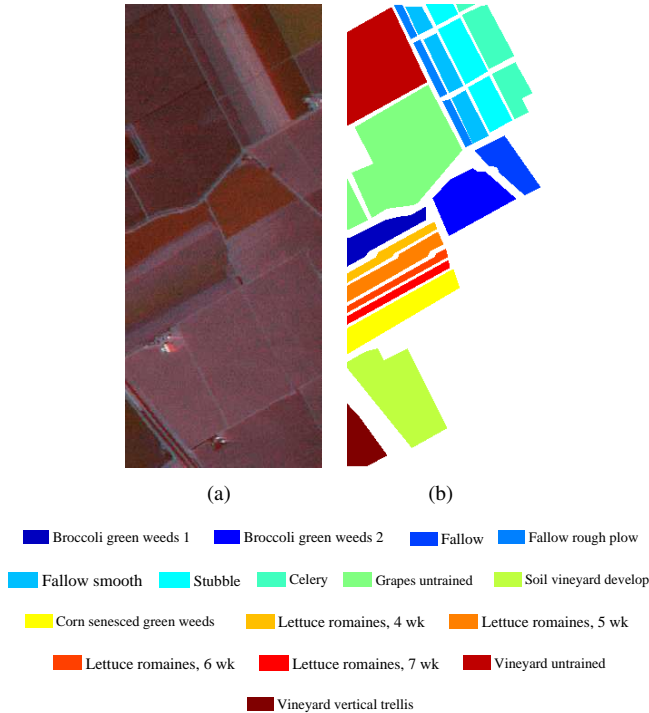 (a) (b)
Broccoli green weeds 1 Broccoli green weeds 2 Fallow Fallow rough plow
Fallow smooth Stubble Celery Grapes untrained Soil vineyard develop
Corn senesced green weeds Lettuce romaines, 4 wk Lettuce romaines, 5 wk
Lettuce romaines, 6 wk Lettuce romaines, 7 wk Vineyard untrained
Vineyard vertical trellis